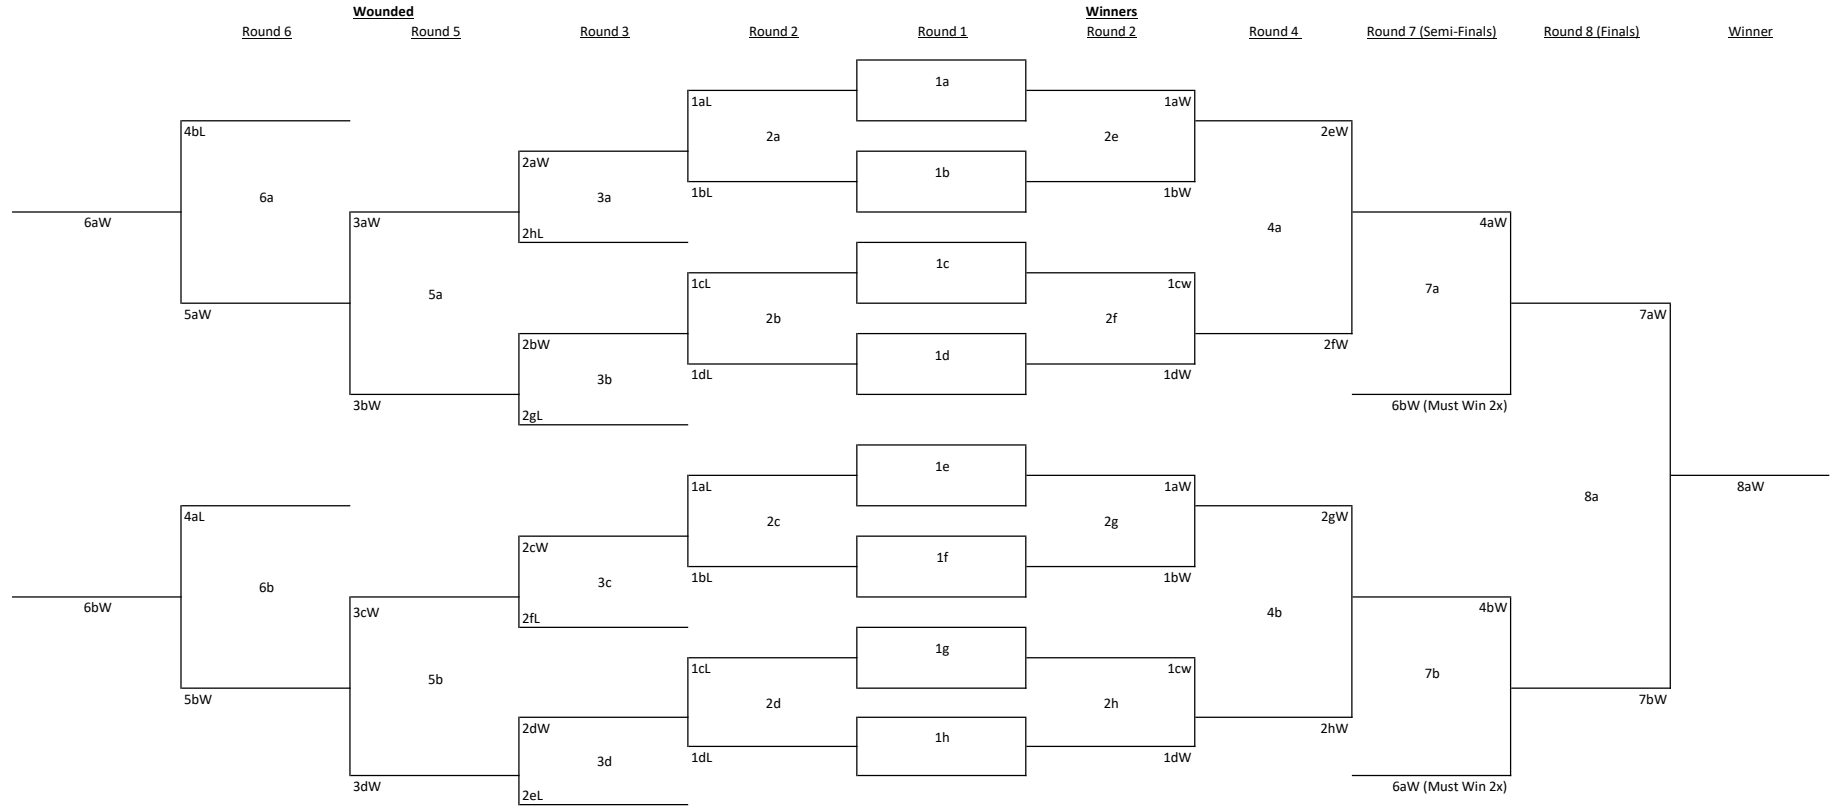 Wounded
Winners
Round 6
Round 5
Round 3
Round 2
Round 1
Round 2
Round 4
Round 7 (Semi-Finals)
Round 8 (Finals)
Winner
1a
1aL
1aW
4bL
2a
2e
2eW
2aW
1b
1bL
1bW
6a
3a
6aW
3aW
4a
4aW
2hL
1c
1cL
1cw
5a
7a
5aW
2b
2f
7aW
2bW
2fW
1d
1dL
1dW
3b
3bW
6bW (Must Win 2x)
2gL
1e
1aL
1aW
8aW
8a
4aL
2c
2g
2gW
2cW
1f
1bL
1bW
6b
3c
6bW
3cW
4b
4bW
2fL
1g
1cL
1cw
5b
7b
5bW
2d
2h
7bW
2dW
2hW
1h
1dL
1dW
3d
3dW
6aW (Must Win 2x)
2eL